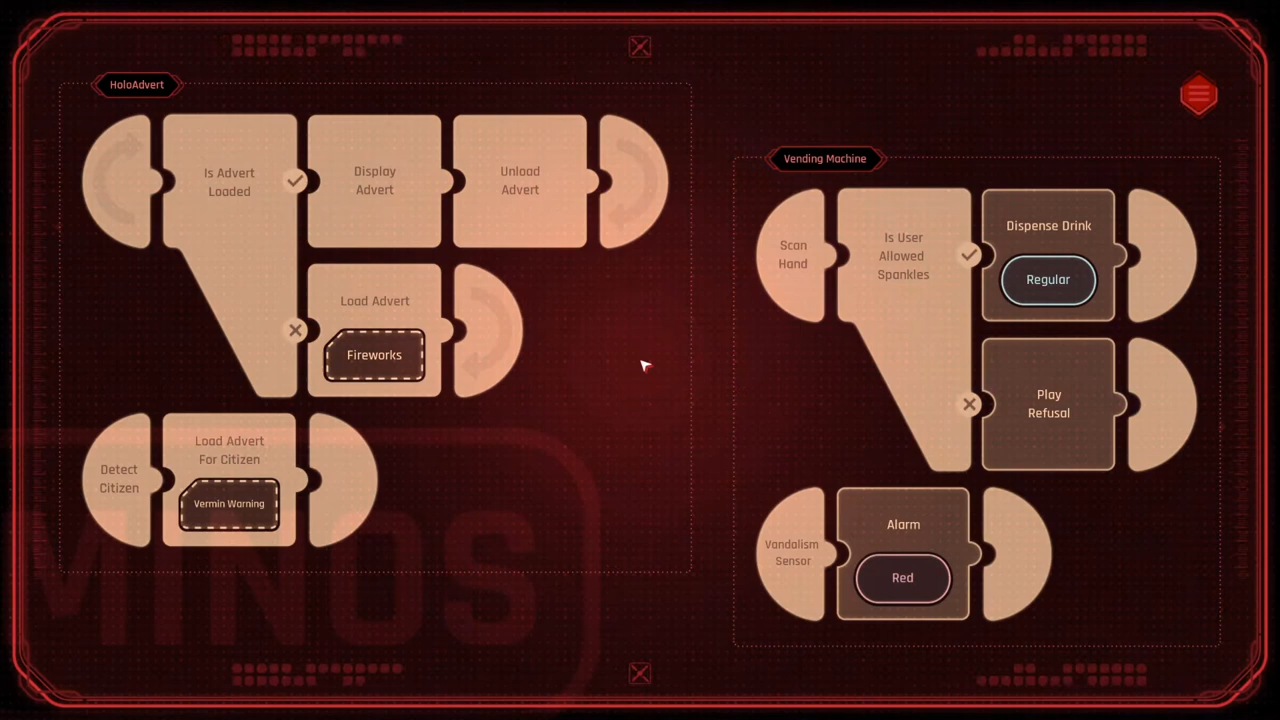 HoloAdvert
Is Advert
Loaded
Display
Advert
Unload
Advert
Load Advert
Fireworks
Detect
Citizen
Load Advert
For Citizen
Vermin Warning
Vending Machine
Scan
Hand
Is User
Allowed
Spankles
Dispense Drink
Regular
Play
Refusal
Vandalism
Sensor
Alarm
Red
MINOS